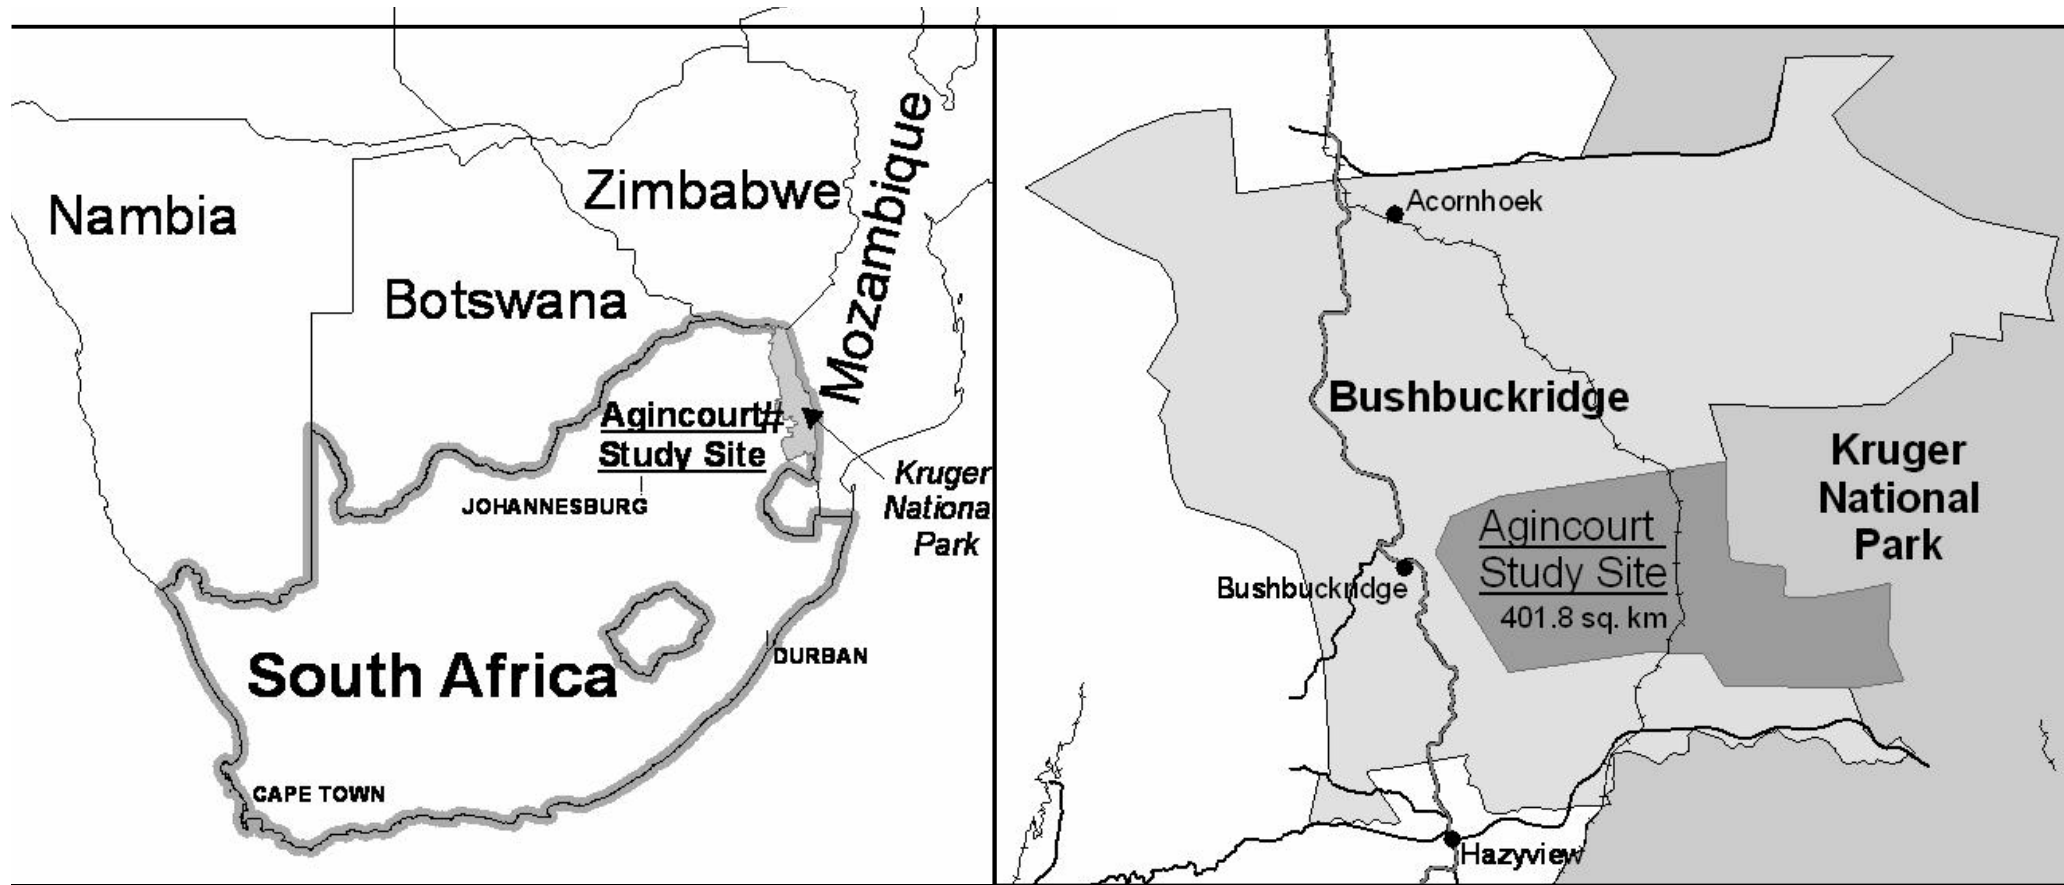 Nambia
Zimbabwe
Botswana
Mozambique
Agincourt#
Study Site
Kruger
Nationa
Park
JOHANNESBURG
South Africa
DURBAN
CAPE TOWN
Acornhoek
Bushbuckridge
Kruger
National
Park
Agincourt
Study Site
401.8 sq. km
Bushbuckridge
Hazyview